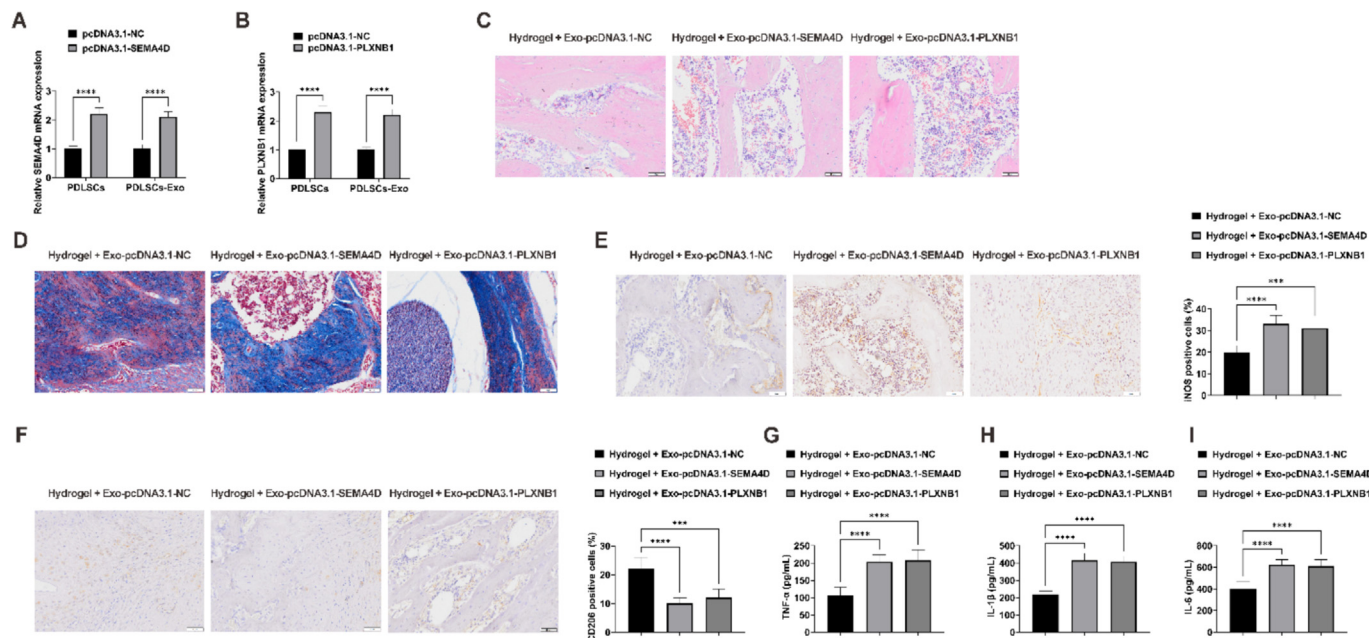 A
pcDNA3.1-NC
pcDNA3.1-SEMA4D
Relative SEMA4D mRNA expression
4
3
2
1
0
****
****
PDLSCs
PDLSCs-Exo
B
pcDNA3.1-NC
pcDNA3.1-PLXNB1
Relative PLXNB1 mRNA expression
4
3
2
1
0
****
****
PDLSCs
PDLSCs-Exo
C
Hydrogel + Exo-pcDNA3.1-NC
Hydrogel + Exo-pcDNA3.1-SEMA4D
Hydrogel + Exo-pcDNA3.1-PLXNB1
D
Hydrogel + Exo-pcDNA3.1-NC
Hydrogel + Exo-pcDNA3.1-SEMA4D
Hydrogel + Exo-pcDNA3.1-PLXNB1
E
Hydrogel + Exo-pcDNA3.1-NC
Hydrogel + Exo-pcDNA3.1-SEMA4D
Hydrogel + Exo-pcDNA3.1-PLXNB1
Hydrogel + Exo-pcDNA3.1-NC
Hydrogel + Exo-pcDNA3.1-SEMA4D
Hydrogel + Exo-pcDNA3.1-PLXNB1
iNOS positive cells (%)
40
30
20
10
0
****
***
F
Hydrogel + Exo-pcDNA3.1-NC
Hydrogel + Exo-pcDNA3.1-SEMA4D
Hydrogel + Exo-pcDNA3.1-PLXNB1
Hydrogel + Exo-pcDNA3.1-NC
Hydrogel + Exo-pcDNA3.1-SEMA4D
Hydrogel + Exo-pcDNA3.1-PLXNB1
CD206 positive cells (%)
30
20
10
0
***
****
G
Hydrogel + Exo-pcDNA3.1-NC
Hydrogel + Exo-pcDNA3.1-SEMA4D
Hydrogel + Exo-pcDNA3.1-PLXNB1
TNF-α (pg/mL)
250
200
150
100
50
0
****
****
H
Hydrogel + Exo-pcDNA3.1-NC
Hydrogel + Exo-pcDNA3.1-SEMA4D
Hydrogel + Exo-pcDNA3.1-PLXNB1
IL-1β (pg/mL)
600
400
200
0
****
****
I
Hydrogel + Exo-pcDNA3.1-NC
Hydrogel + Exo-pcDNA3.1-SEMA4D
Hydrogel + Exo-pcDNA3.1-PLXNB1
IL-6 (pg/mL)
800
600
400
200
0
****
****